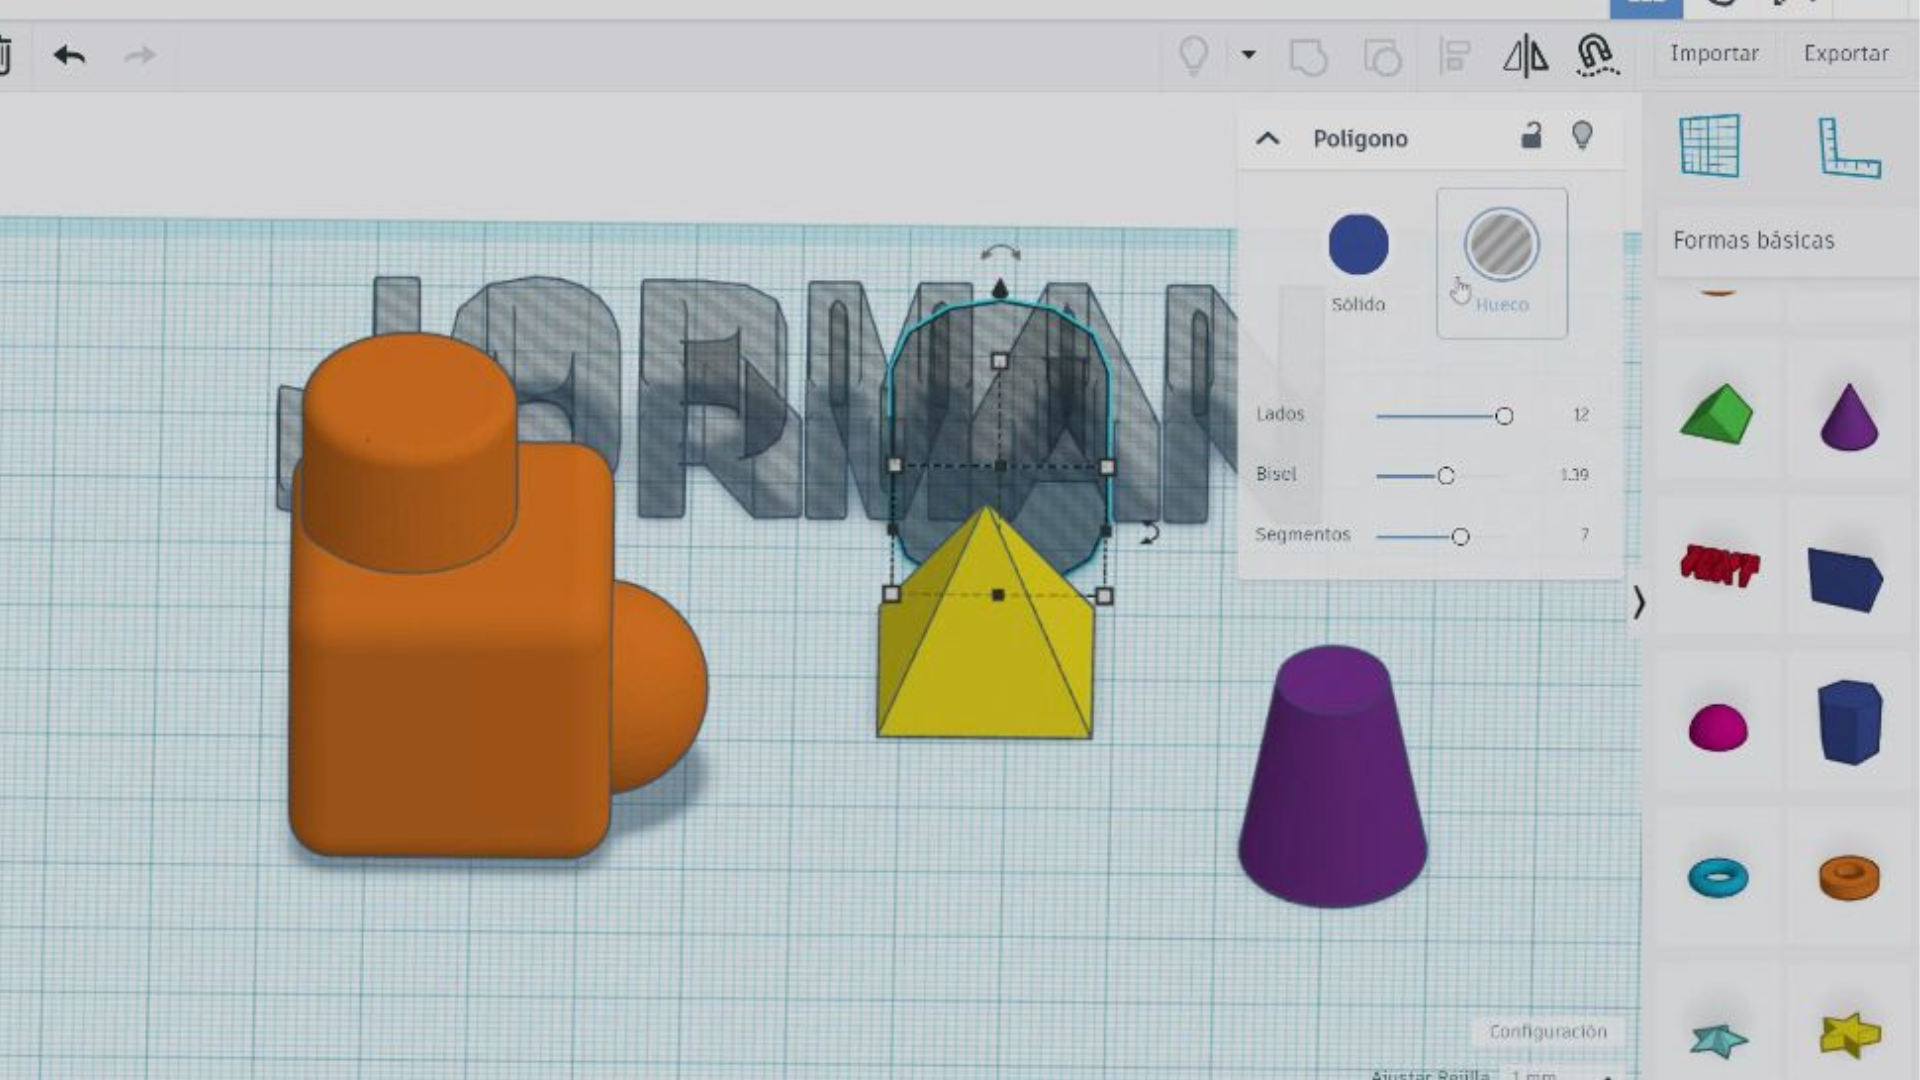 Importar Exportar
Polígono
Formas básicas
Sólido Hueco
Lados 12
Bisel 1.39
Segmentos 7
TEXT
Configuración
Ajustar Rejilla 1 mm